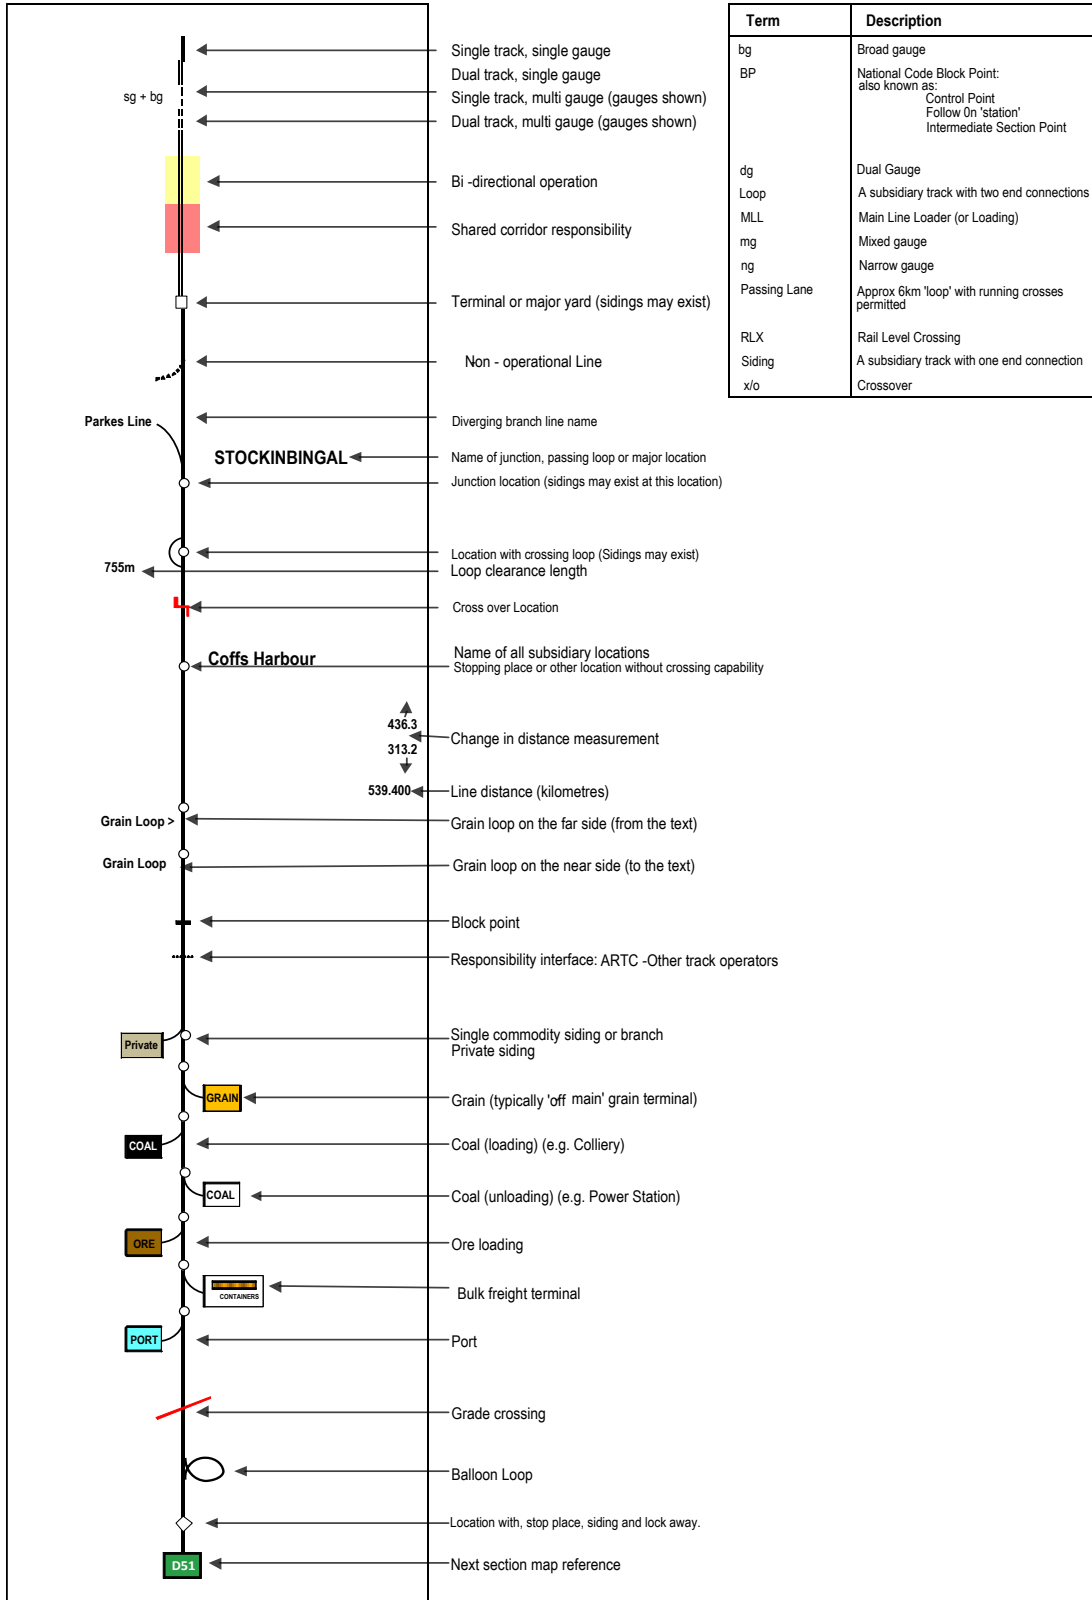 Single track, single gauge
Dual track, single gauge
sg + bg
Single track, multi gauge (gauges shown)
Dual track, multi gauge (gauges shown)
Bi -directional operation
Shared corridor responsibility
Terminal or major yard (sidings may exist)
Non - operational Line
Parkes Line
Diverging branch line name
STOCKINBINGAL
Name of junction, passing loop or major location
Junction location (sidings may exist at this location)
Location with crossing loop (Sidings may exist)
755m
Loop clearance length
Cross over Location
Coffs Harbour
Name of all subsidiary locations
Stopping place or other location without crossing capability
436.3
Change in distance measurement
313.2
539.400
Line distance (kilometres)
Grain Loop >
Grain loop on the far side (from the text)
Grain Loop
Grain loop on the near side (to the text)
Block point
Responsibility interface: ARTC -Other track operators
Private
Single commodity siding or branch
Private siding
GRAIN
Grain (typically 'off main' grain terminal)
COAL
Coal (loading) (e.g. Colliery)
COAL
Coal (unloading) (e.g. Power Station)
ORE
Ore loading
CONTAINERS
Bulk freight terminal
PORT
Port
Grade crossing
Balloon Loop
Location with, stop place, siding and lock away.
D51
Next section map reference
Term Description
bg Broad gauge
BP National Code Block Point:
also known as:
Control Point
Follow 0n 'station'
Intermediate Section Point
dg Dual Gauge
Loop A subsidiary track with two end connections
MLL Main Line Loader (or Loading)
mg Mixed gauge
ng Narrow gauge
Passing Lane Approx 6km 'loop' with running crosses
permitted
RLX Rail Level Crossing
Siding A subsidiary track with one end connection
x/o Crossover